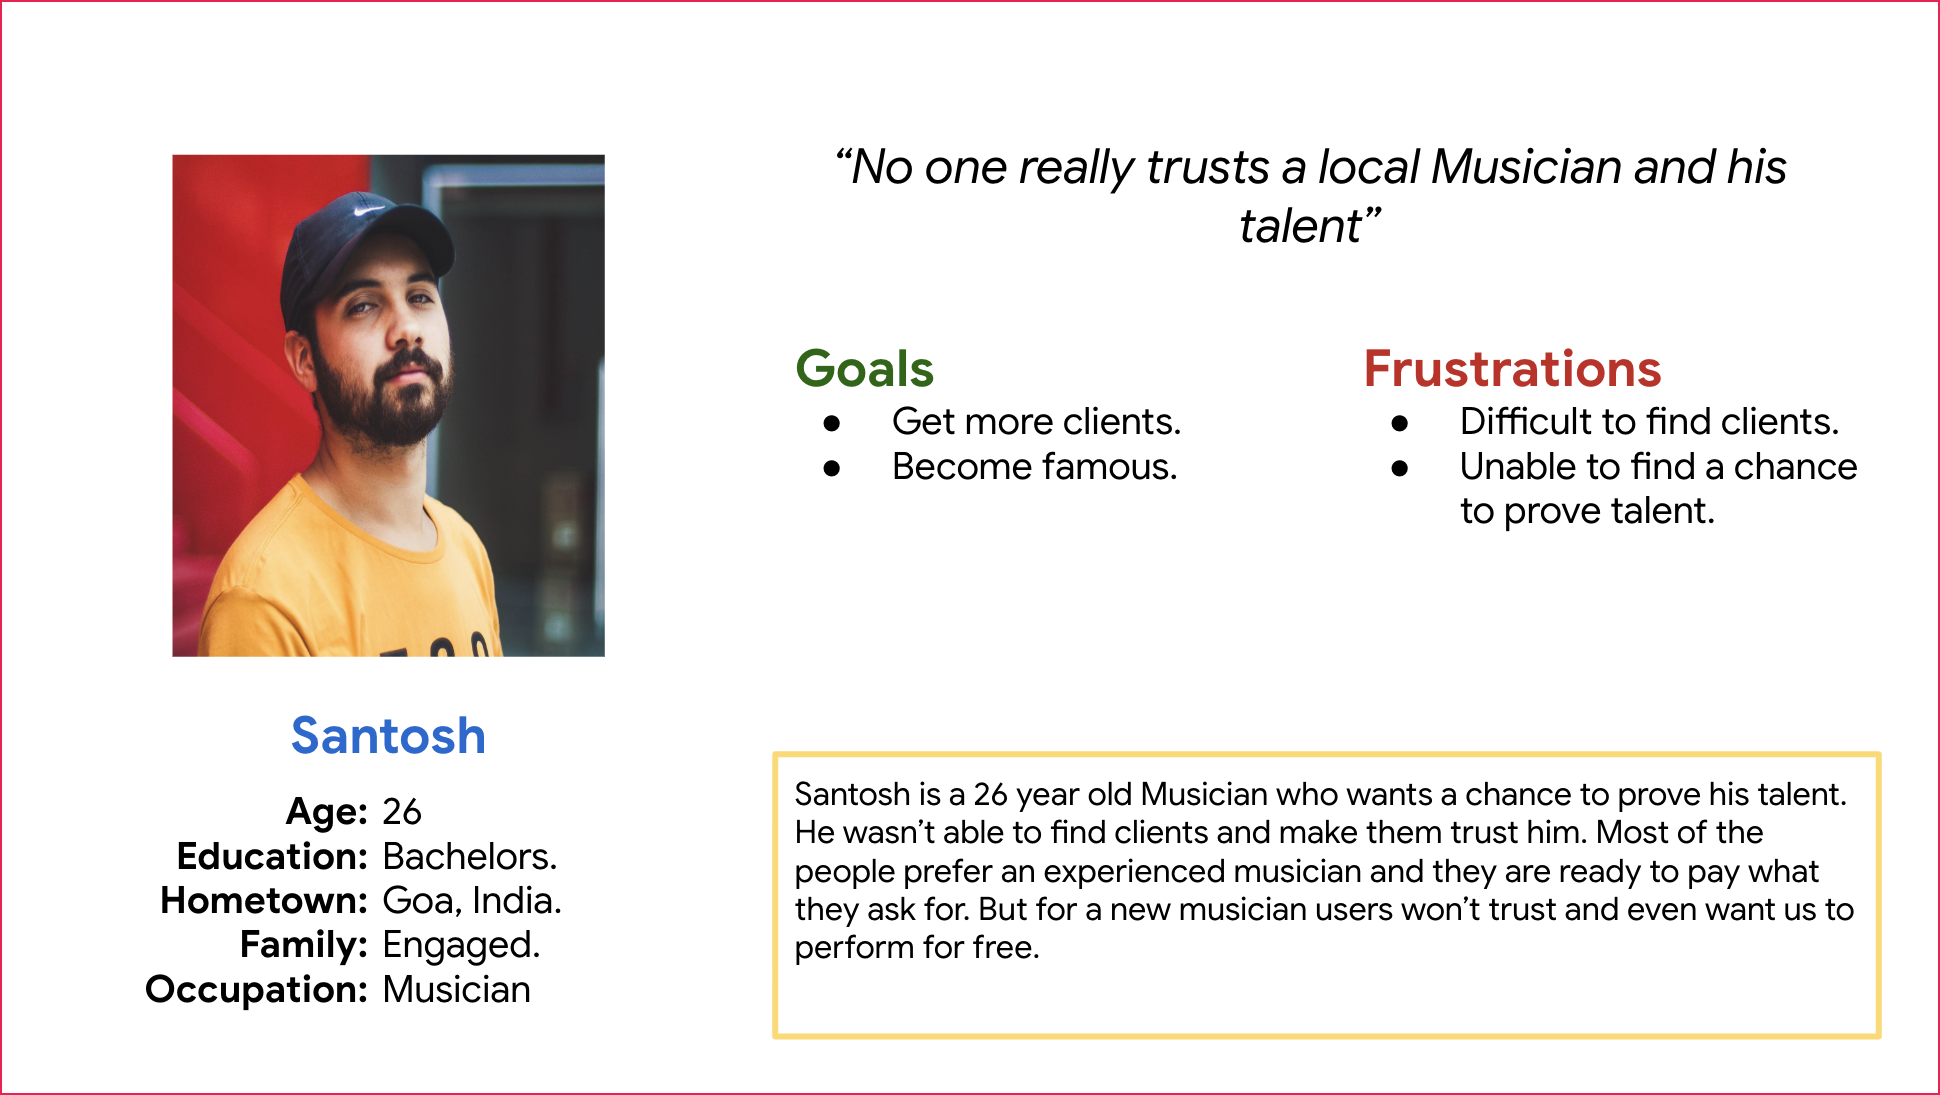 “No one really trusts a local Musician and his
talent”
Goals
● Get more clients.
● Become famous.
Frustrations
● Difficult to find clients.
● Unable to find a chance
to prove talent.
Santosh
Age: 26
Education: Bachelors.
Hometown: Goa, India.
Family: Engaged.
Occupation: Musician
Santosh is a 26 year old Musician who wants a chance to prove his talent.
He wasn’t able to find clients and make them trust him. Most of the
people prefer an experienced musician and they are ready to pay what
they ask for. But for a new musician users won’t trust and even want us to
perform for free.